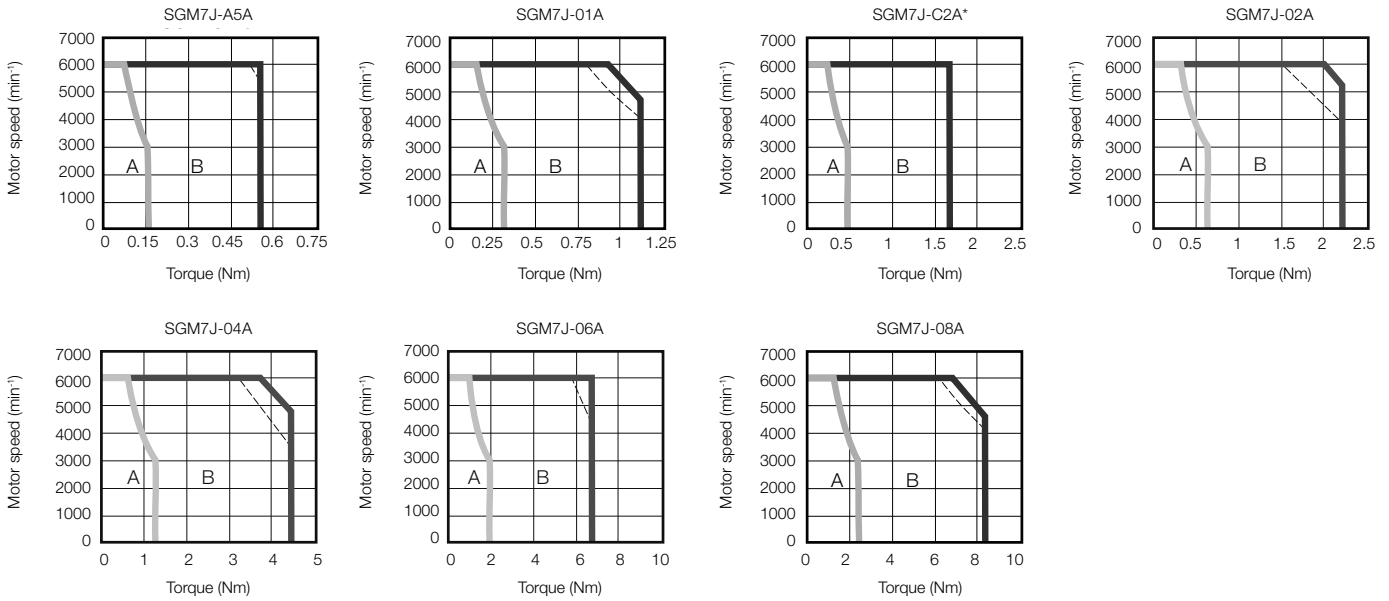 SGM7J-A5A
Motor speed (min⁻¹)
7000
6000
5000
4000
3000
2000
1000
0
A
B
0 0.15 0.3 0.45 0.6 0.75
Torque (Nm)
SGM7J-01A
Motor speed (min⁻¹)
7000
6000
5000
4000
3000
2000
1000
0
A
B
0 0.25 0.5 0.75 1 1.25
Torque (Nm)
SGM7J-C2A*
Motor speed (min⁻¹)
7000
6000
5000
4000
3000
2000
1000
0
A
B
0 0.5 1 1.5 2 2.5
Torque (Nm)
SGM7J-02A
Motor speed (min⁻¹)
7000
6000
5000
4000
3000
2000
1000
0
A
B
0 0.5 1 1.5 2 2.5
Torque (Nm)
SGM7J-04A
Motor speed (min⁻¹)
7000
6000
5000
4000
3000
2000
1000
0
A
B
0 1 2 3 4 5
Torque (Nm)
SGM7J-06A
Motor speed (min⁻¹)
7000
6000
5000
4000
3000
2000
1000
0
A
B
0 2 4 6 8 10
Torque (Nm)
SGM7J-08A
Motor speed (min⁻¹)
7000
6000
5000
4000
3000
2000
1000
0
A
B
0 2 4 6 8 10
Torque (Nm)